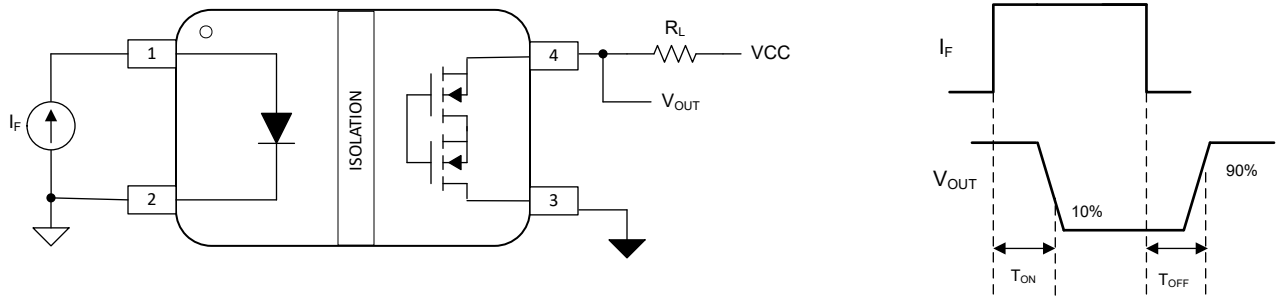 1
2
I_F
ISOLATION
4
3
R_L
VCC
V_OUT
I_F
V_OUT
10%
90%
T_ON
T_OFF